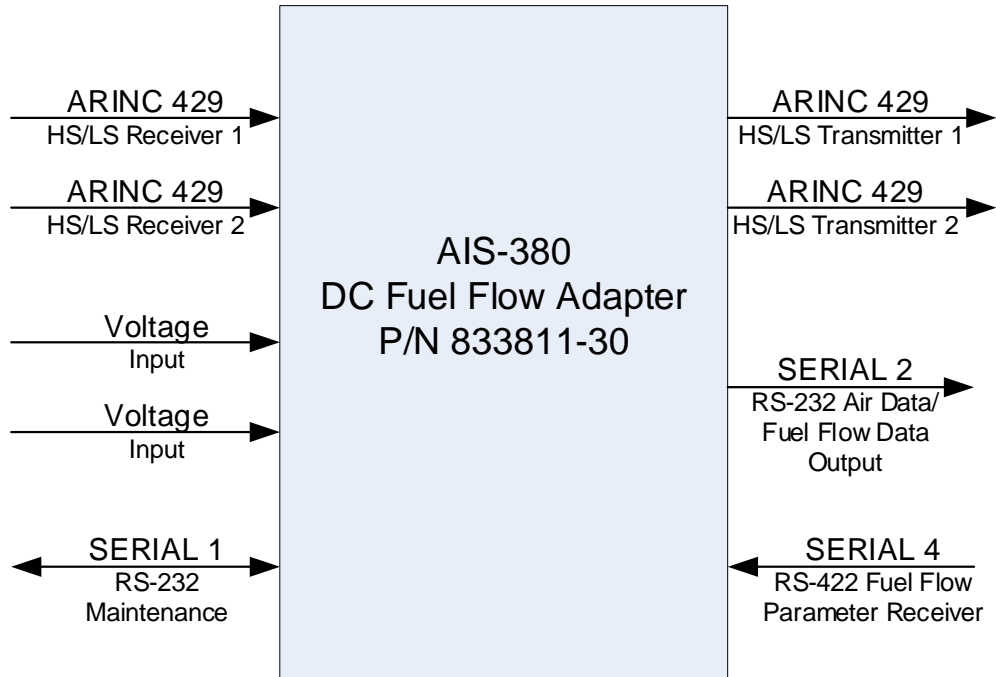 ARINC 429
HS/LS Receiver 1
ARINC 429
HS/LS Receiver 2
Voltage
Input
Voltage
Input
SERIAL 1
RS-232
Maintenance
AIS-380
DC Fuel Flow Adapter
P/N 833811-30
ARINC 429
HS/LS Transmitter 1
ARINC 429
HS/LS Transmitter 2
SERIAL 2
RS-232 Air Data/
Fuel Flow Data
Output
SERIAL 4
RS-422 Fuel Flow
Parameter Receiver